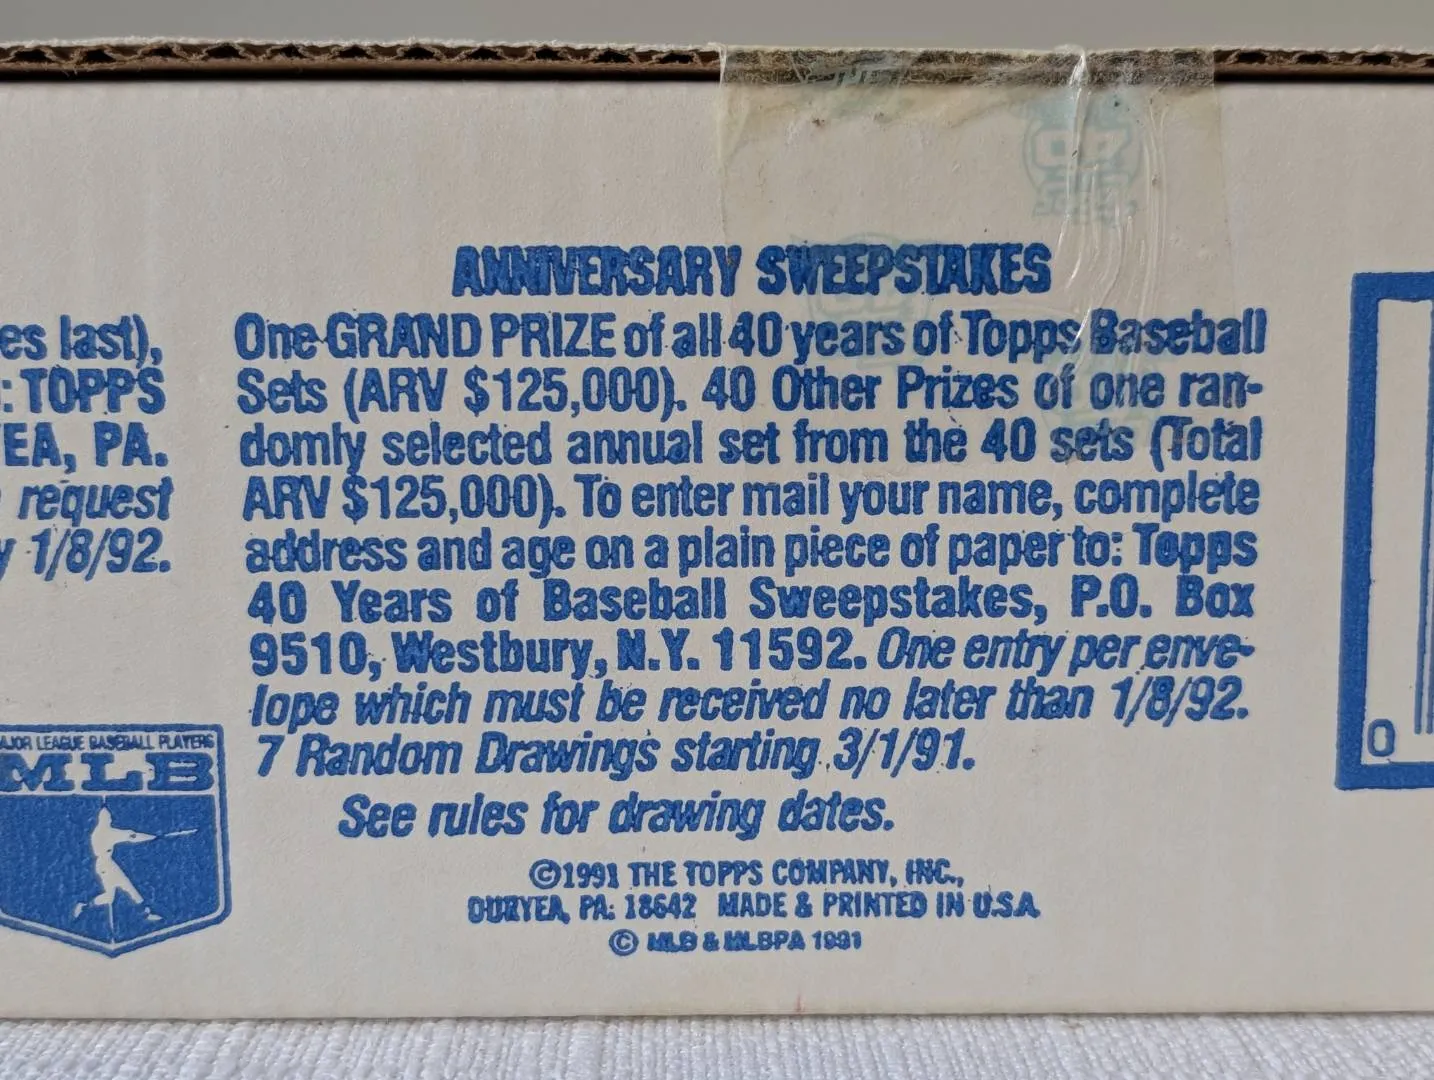 es last),
: TOPPS
EA, PA.
request
y 1/8/92.
ANNIVERSARY SWEEPSTAKES
One GRAND PRIZE of all 40 years of Topps Baseball
Sets (ARV $125,000). 40 Other Prizes of one ran-
domly selected annual set from the 40 sets (Total
ARV $125,000). To enter mail your name, complete
address and age on a plain piece of paper to: Topps
40 Years of Baseball Sweepstakes, P.O. Box
9510, Westbury, N.Y. 11592. One entry per enve-
lope which must be received no later than 1/8/92.
7 Random Drawings starting 3/1/91.
See rules for drawing dates.
©1991 THE TOPPS COMPANY, INC.,
DURYEA, PA: 18642 MADE & PRINTED IN U.S.A.
© MLB & MLBPA 1991
AJOR LEAGUE BASEBALL PLAYERS
MLB
0